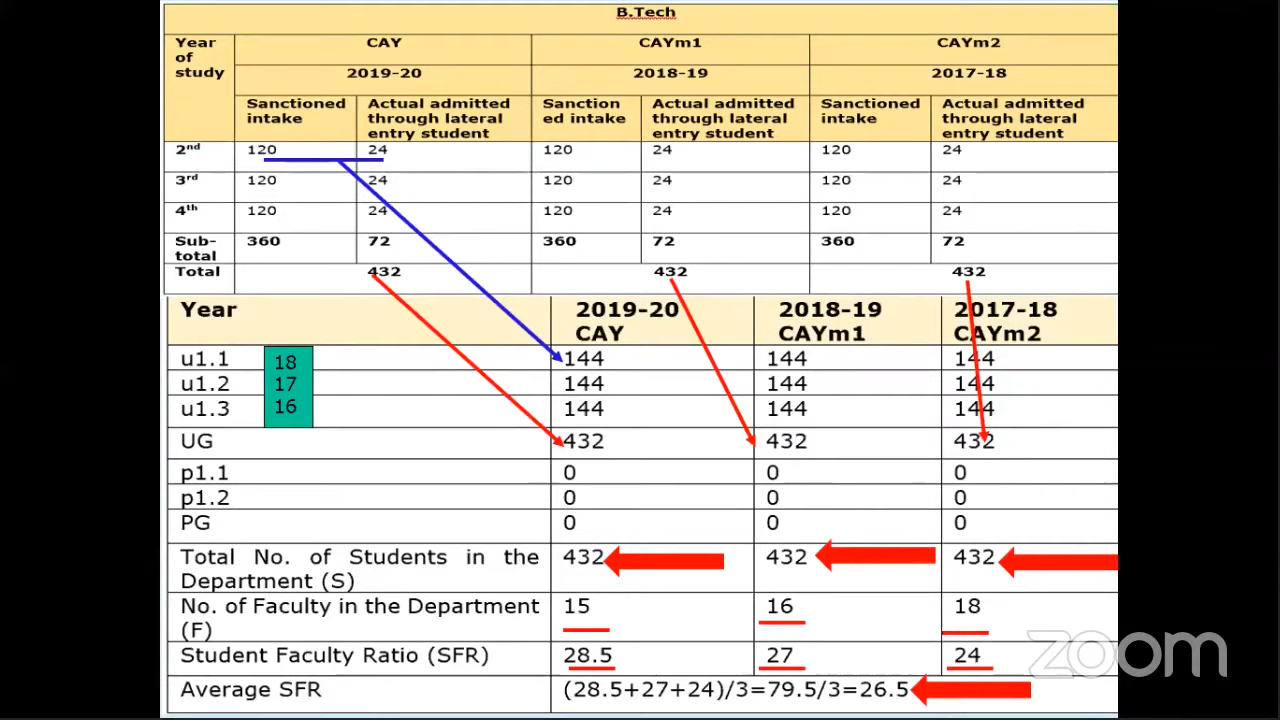 B.Tech
Year of study CAY CAYm1 CAYm2
2019-20 2018-19 2017-18
Sanctioned intake Actual admitted through lateral entry student Sanction ed intake Actual admitted through lateral entry student Sanctioned intake Actual admitted through lateral entry student
2nd 120 24 120 24 120 24
3rd 120 24 120 24 120 24
4th 120 24 120 24 120 24
Sub-total 360 72 360 72 360 72
Total 432 432 432
Year 2019-20 CAY 2018-19 CAYm1 2017-18 CAYm2
u1.1 18 144 144 144
u1.2 17 144 144 144
u1.3 16 144 144 144
UG 432 432 432
p1.1 0 0 0
p1.2 0 0 0
PG 0 0 0
Total No. of Students in the Department (S) 432 432 432
No. of Faculty in the Department (F) 15 16 18
Student Faculty Ratio (SFR) 28.5 27 24
Average SFR (28.5+27+24)/3=79.5/3=26.5
zoom